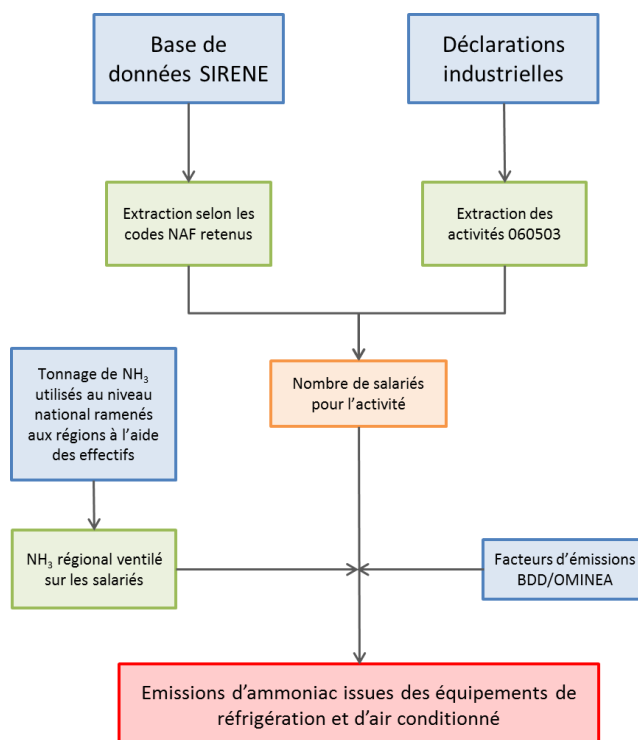 Base de
données SIRENE
Déclarations
industrielles
Extraction selon les
codes NAF retenus
Extraction des
activités 060503
Tonnage de NH₃
utilisés au niveau
national ramenés
aux régions à l'aide
des effectifs
Nombre de salariés
pour l'activité
NH₃ régional ventilé
sur les salariés
Facteurs d'émissions
BDD/OMINEA
Emissions d'ammoniac issues des équipements de
réfrigération et d'air conditionné